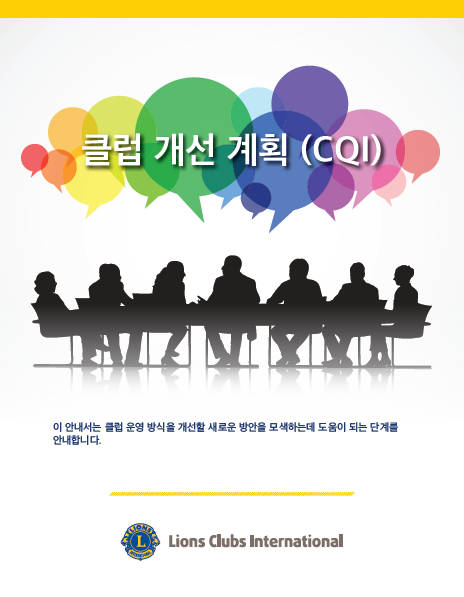 클럽 개선 계획 (CQI)
이 안내서는 클럽 운영 방식을 개선할 새로운 방안을 모색하는데 도움이 되는 단계를
안내합니다.
LIONS
L
INTERNATIONAL
Lions Clubs International